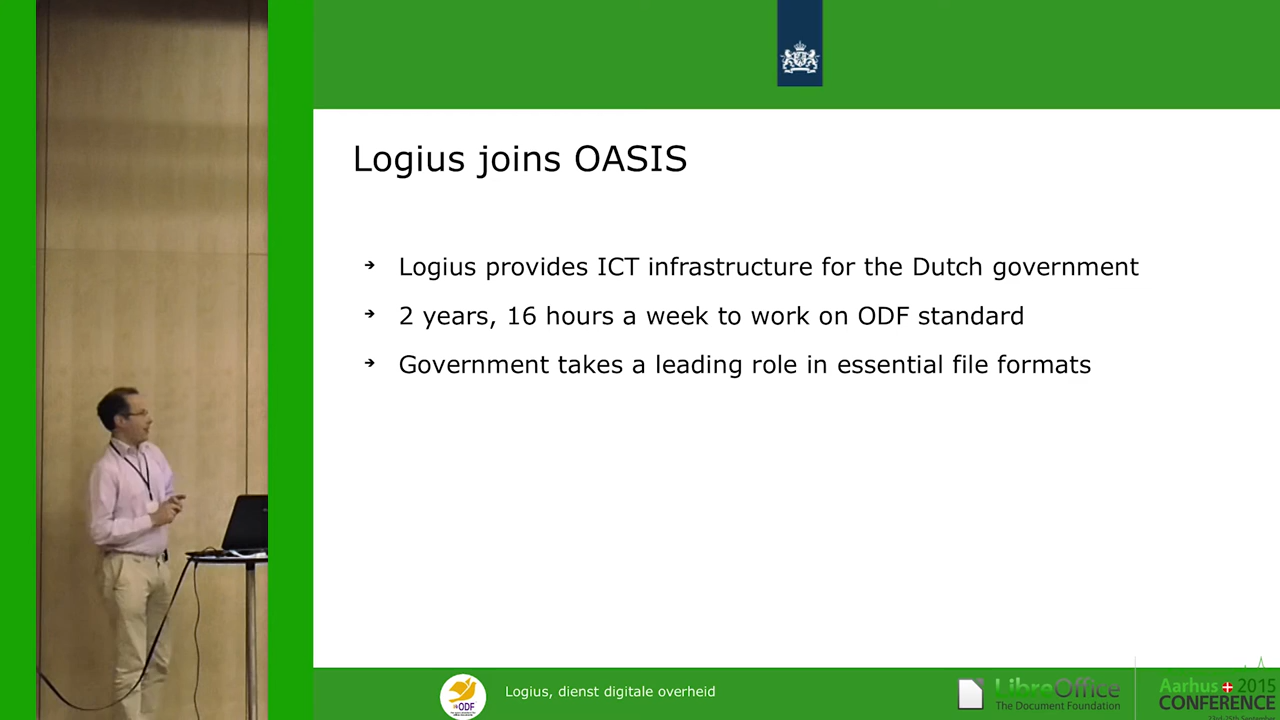 Logius joins OASIS
Logius provides ICT infrastructure for the Dutch government
2 years, 16 hours a week to work on ODF standard
Government takes a leading role in essential file formats
ODF
Logius, dienst digitale overheid
LibreOffice
The Document Foundation
Aarhus 2015
CONFERENCE